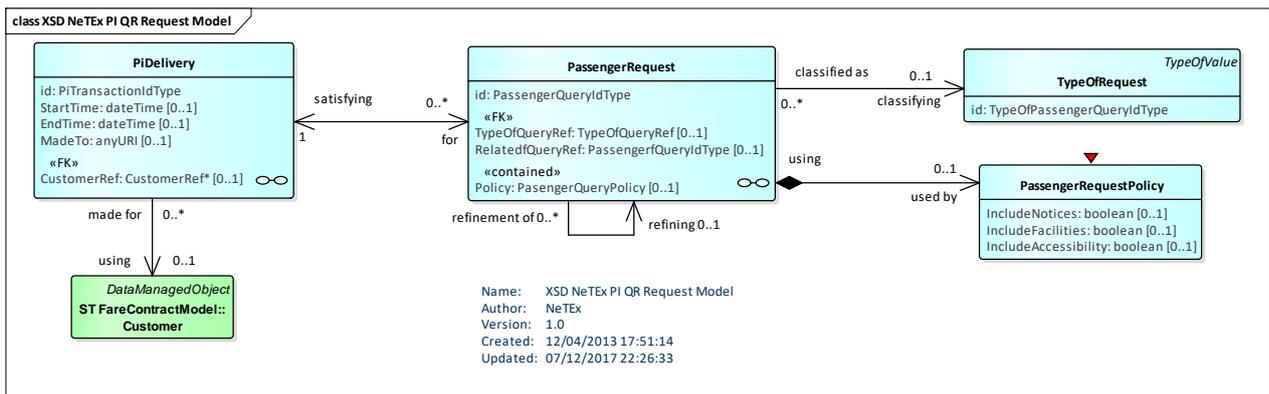 class XSD NeTEx PI QR Request Model
PiDelivery
id: PiTransactionIdType
StartTime: dateTime [0..1]
EndTime: dateTime [0..1]
MadeTo: anyURI [0..1]
«FK»
CustomerRef: CustomerRef* [0..1]
satisfying
0..*
1
for
PassengerRequest
id: PassengerQueryIdType
«FK»
TypeOfQueryRef: TypeOfQueryRef [0..1]
RelatedfQueryRef: PassengerfQueryIdType [0..1]
«contained»
Policy: PasengerQueryPolicy [0..1]
classified as
0..1
0..*
classifying
TypeOfValue
TypeOfRequest
id: TypeOfPassengerQueryIdType
using
0..1
used by
PassengerRequestPolicy
IncludeNotices: boolean [0..1]
IncludeFacilities: boolean [0..1]
IncludeAccessibility: boolean [0..1]
refinement of 0..*
refining 0..1
made for
0..*
using
0..1
DataManagedObject
ST FareContractModel::
Customer
Name: XSD NeTEx PI QR Request Model
Author: NeTEx
Version: 1.0
Created: 12/04/2013 17:51:14
Updated: 07/12/2017 22:26:33